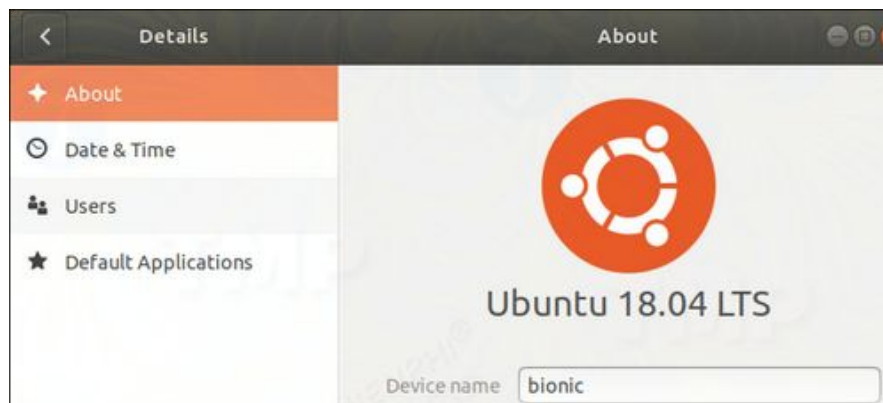 Details
About
About
Date & Time
Users
Default Applications
Ubuntu 18.04 LTS
Device name bionic